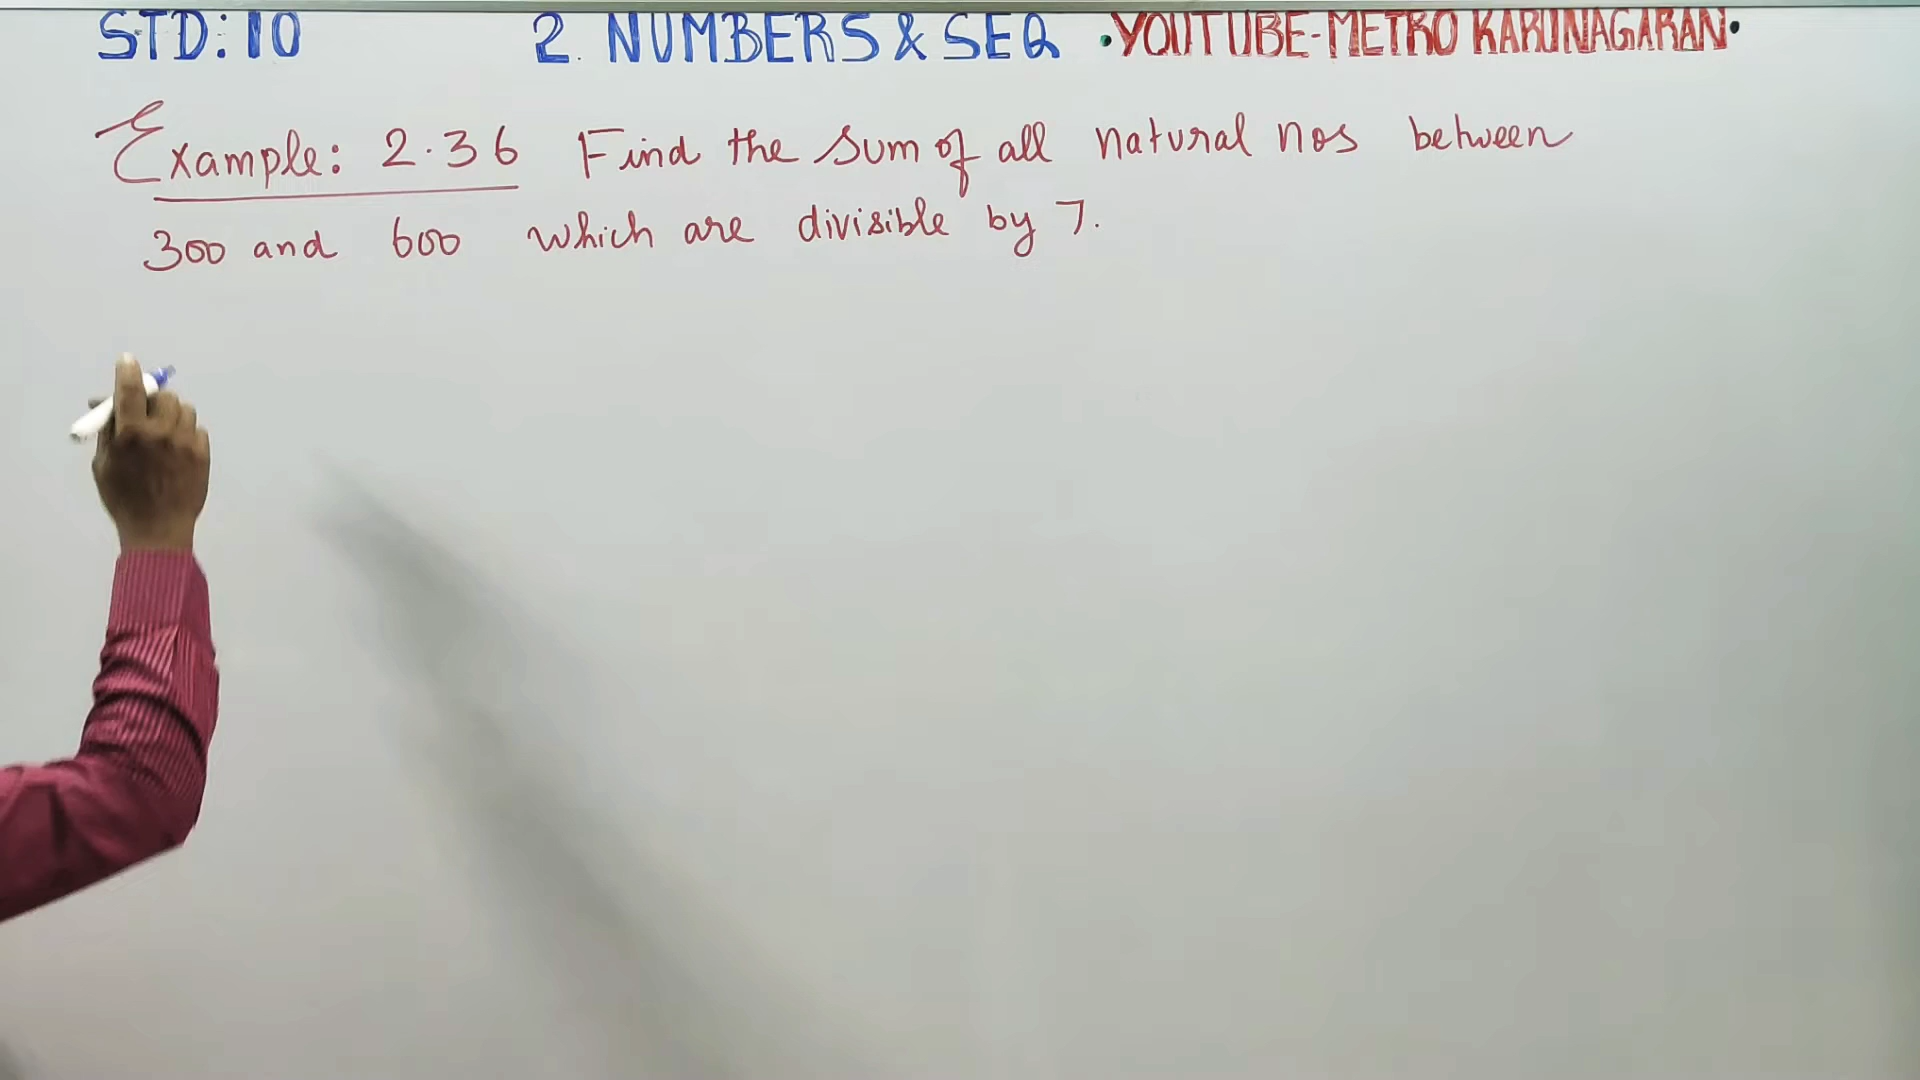 STD: 10 2. NUMBERS & SEQ •YOUTUBE-METRO KARUNAGARAN•
Example: 2.36 Find the sum of all natural nos between
300 and 600 which are divisible by 7.